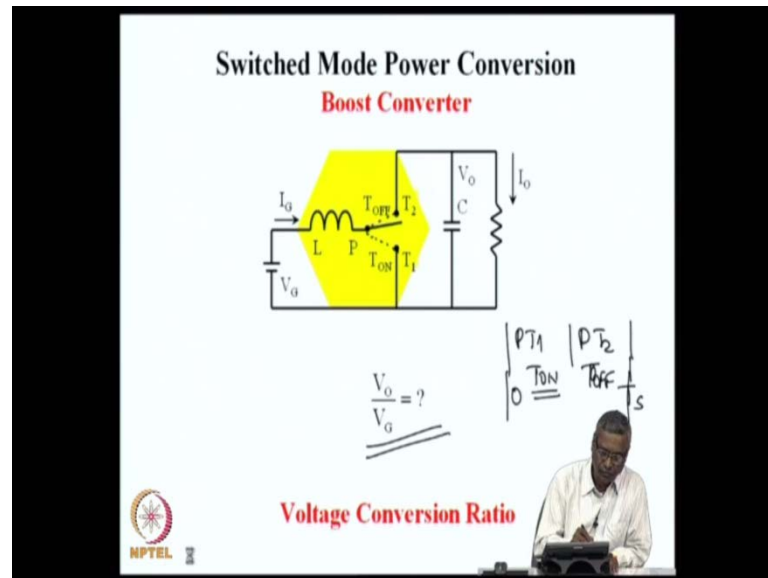 Switched Mode Power Conversion
Boost Converter
I_G
L
P
T_OFF
T_2
T_ON
T_1
V_G
V_O
C
I_O
PT1 PT2
0 TON TOFF
V_O
V_G
= ?
Voltage Conversion Ratio
NPTEL